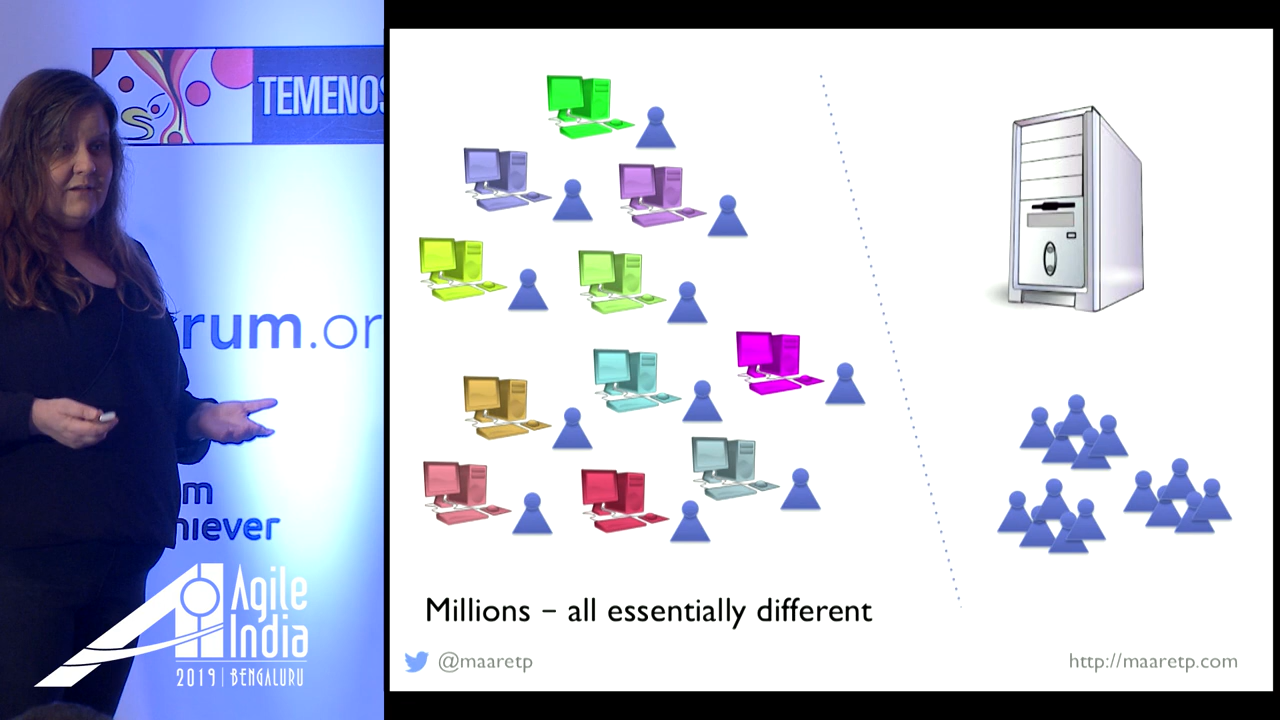 TEMENOS
rum.or
m
hiever
Agile
India
2019 | BENGALURU
Millions – all essentially different
@maaretp
http://maaretp.com